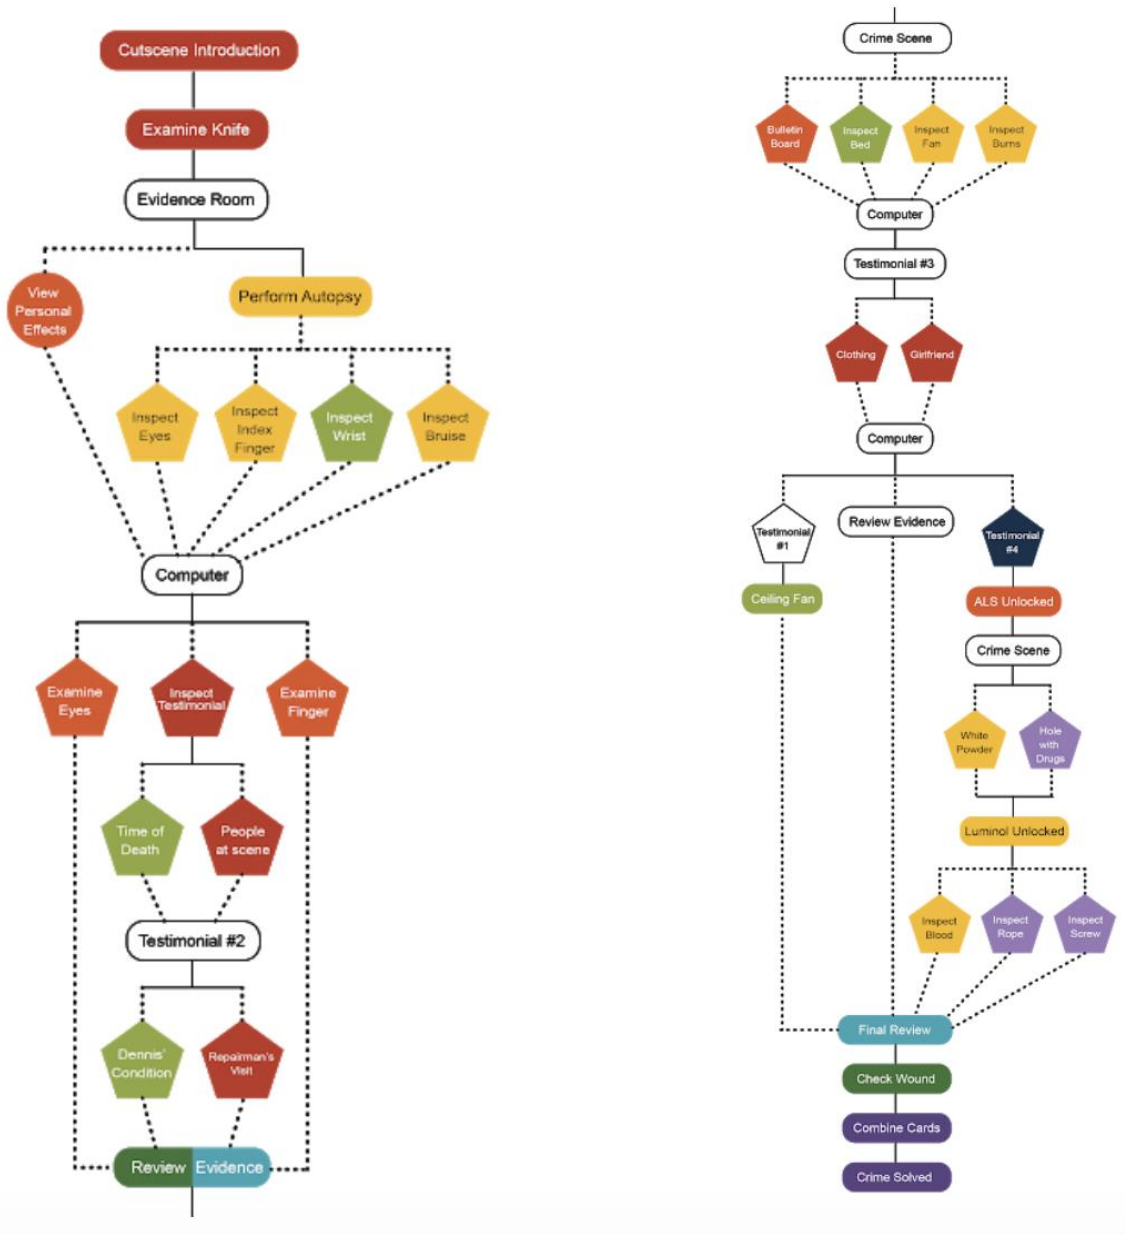 Cutscene Introduction
Examine Knife
Evidence Room
View
Personal
Effects
Perform Autopsy
Inspect
Eyes
Inspect
Index
Finger
Inspect
Wrist
Inspect
Bruise
Computer
Examine
Eyes
Inspect
Testimonial
Examine
Finger
Time of
Death
People
at scene
Testimonial #2
Dennis'
Condition
Repairman's
Visit
Review Evidence
Crime Scene
Bulletin
Board
Inspect
Bed
Inspect
Fan
Inspect
Burns
Computer
Testimonial #3
Clothing
Girlfriend
Computer
Testimonial
#1
Review Evidence
Testimonial
#4
Ceiling Fan
ALS Unlocked
Crime Scene
White
Powder
Hole
with
Drugs
Luminol Unlocked
Inspect
Blood
Inspect
Rope
Inspect
Screw
Final Review
Check Wound
Combine Cards
Crime Solved